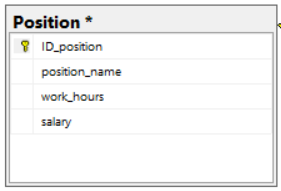 Position *
ID_position
position_name
work_hours
salary